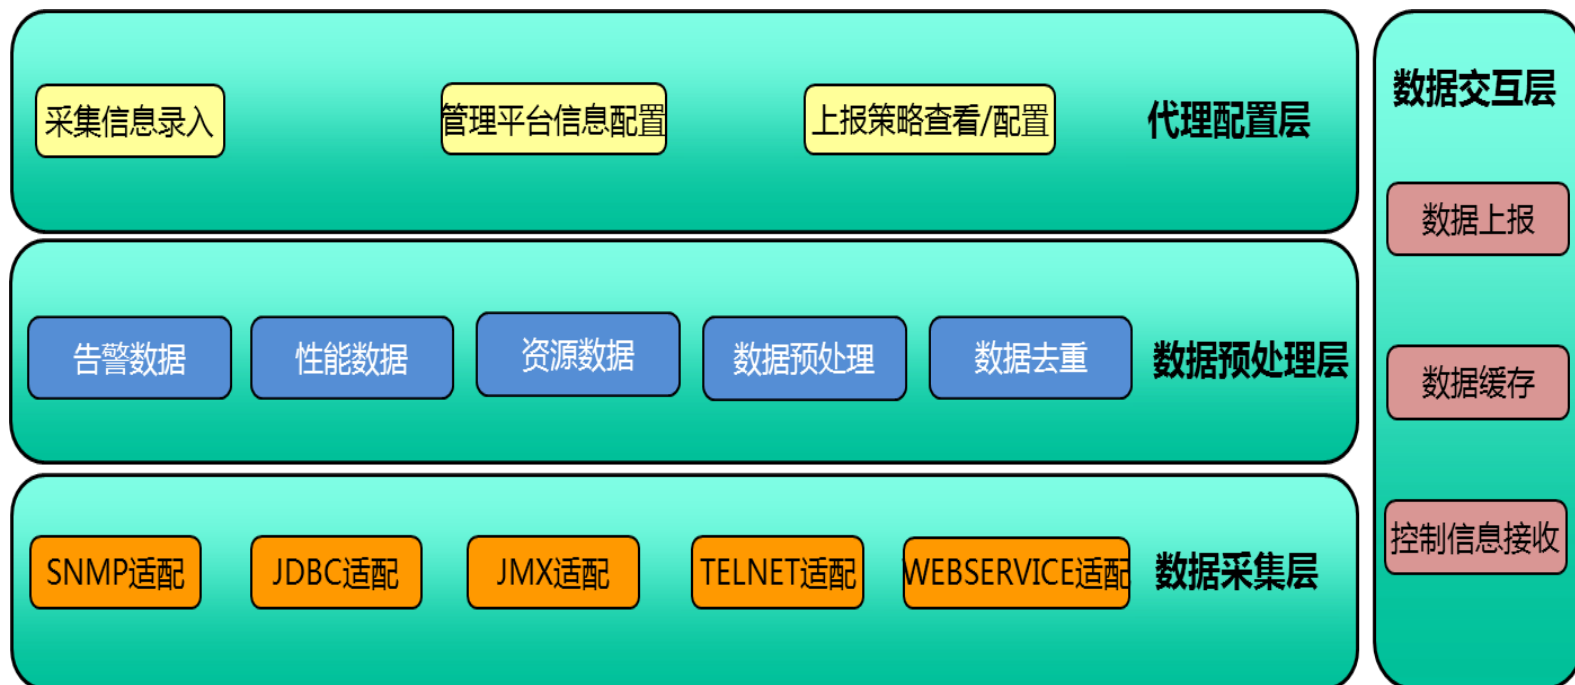 采集信息录入
管理平台信息配置
上报策略查看/配置
代理配置层
告警数据
性能数据
资源数据
数据预处理
数据去重
数据预处理层
SNMP适配
JDBC适配
JMX适配
TELNET适配
WEBSERVICE适配
数据采集层
数据交互层
数据上报
数据缓存
控制信息接收